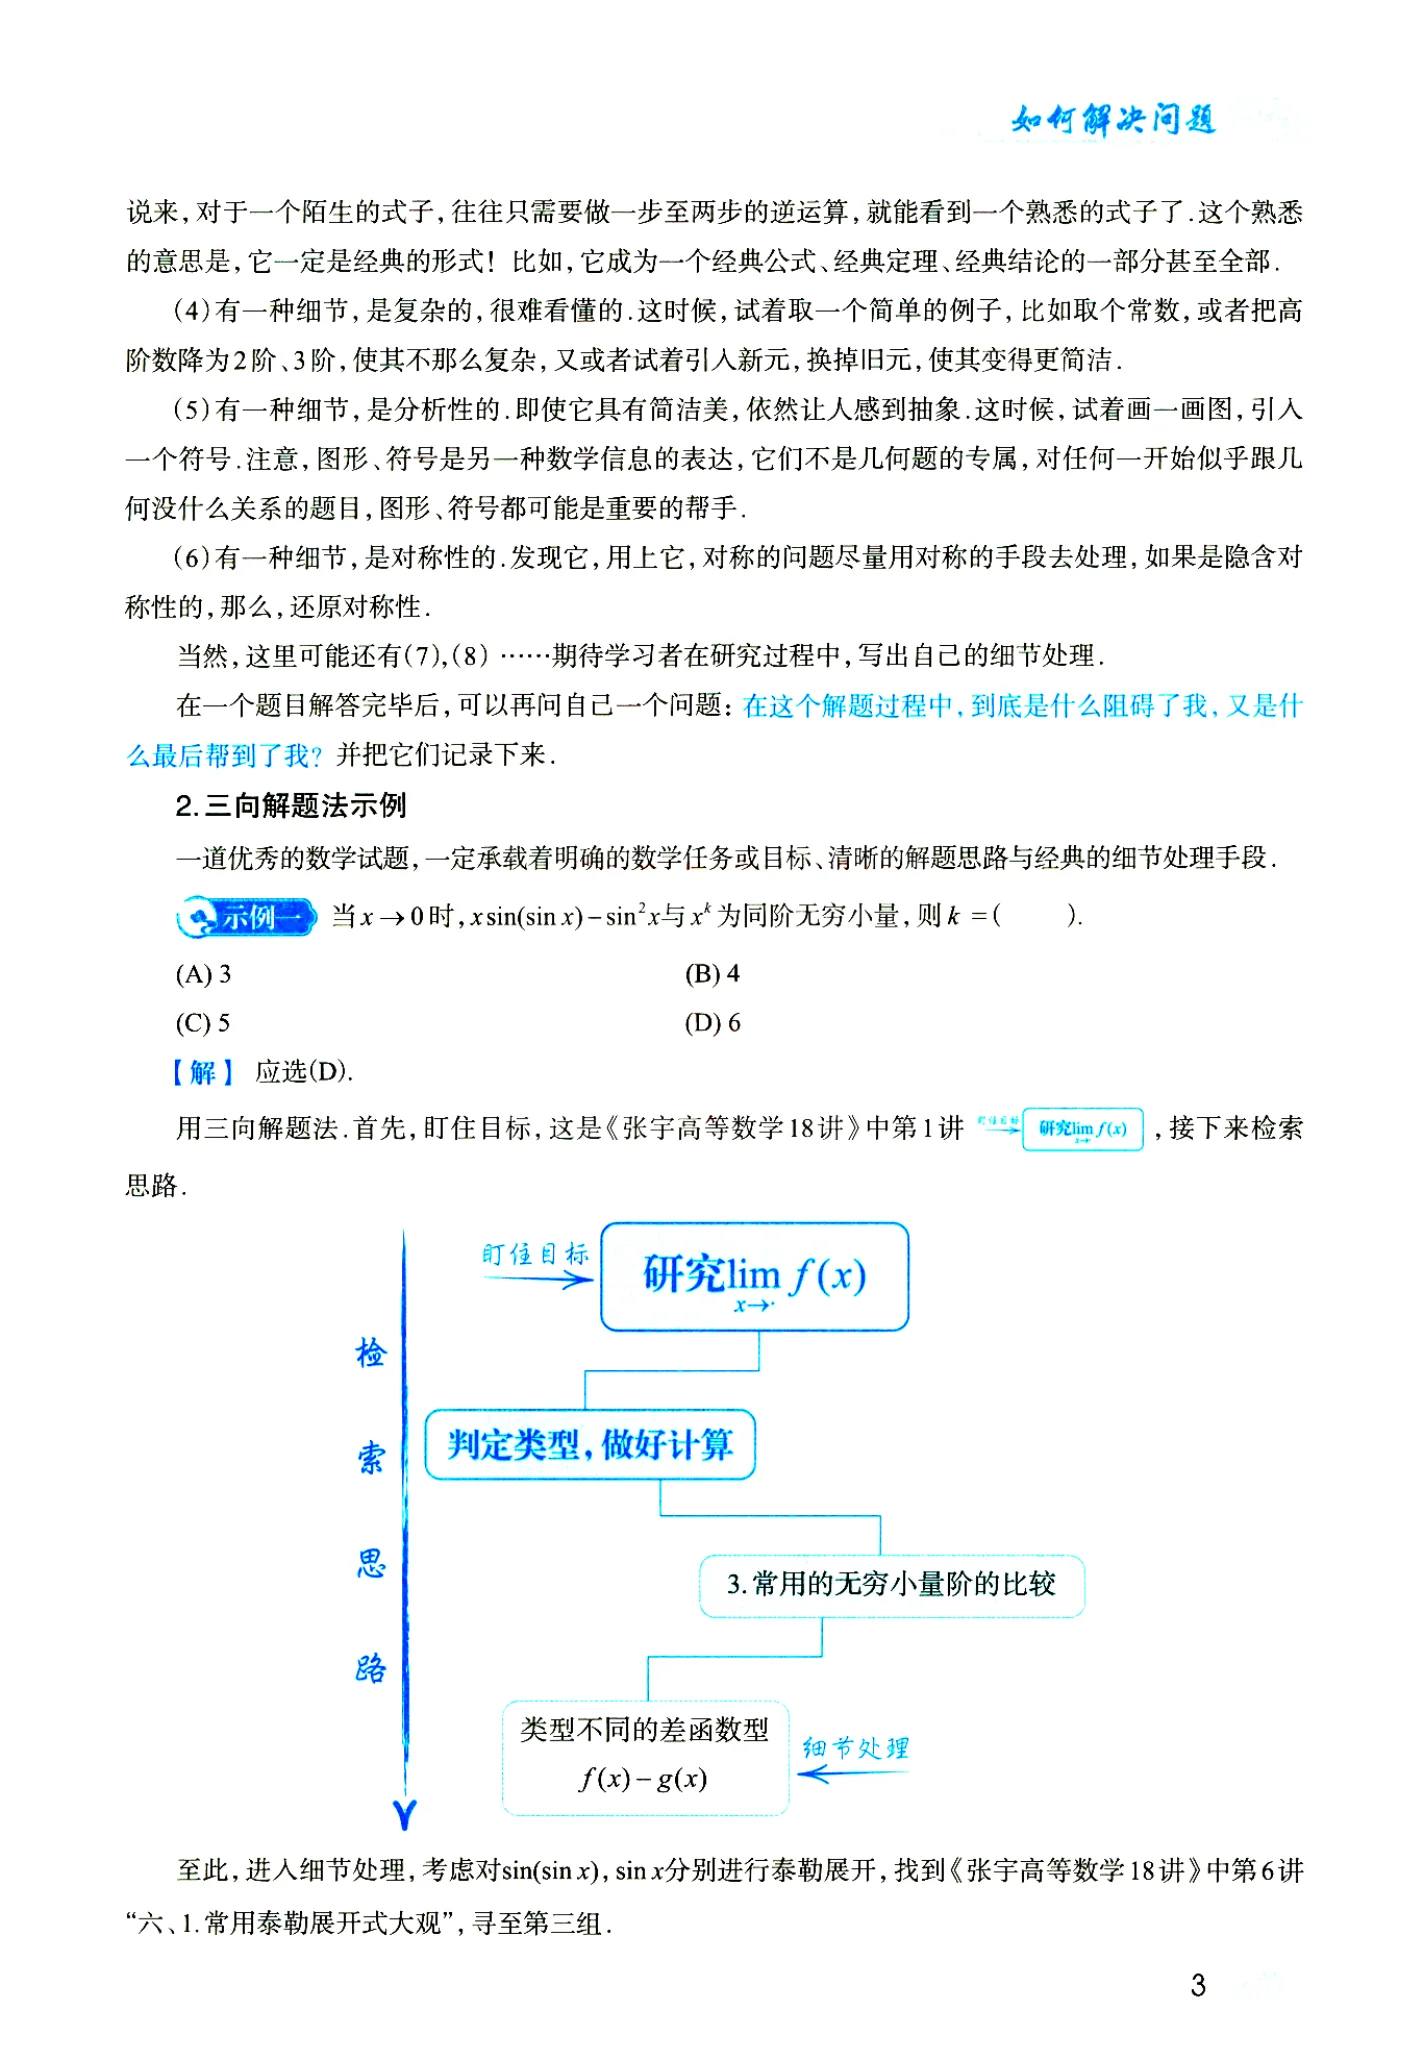 如何解决问题
说来,对于一个陌生的式子,往往只需要做一步至两步的逆运算,就能看到一个熟悉的式子了.这个熟悉
的意思是,它一定是经典的形式!比如,它成为一个经典公式、经典定理、经典结论的一部分甚至全部.
(4)有一种细节,是复杂的,很难看懂的.这时候,试着取一个简单的例子,比如取个常数,或者把高
阶数降为2阶、3阶,使其不那么复杂,又或者试着引入新元,换掉旧元,使其变得更简洁.
(5)有一种细节,是分析性的.即使它具有简洁美,依然让人感到抽象.这时候,试着画一画图,引入
一个符号.注意,图形、符号是另一种数学信息的表达,它们不是几何题的专属,对任何一开始似乎跟几
何没什么关系的题目,图形、符号都可能是重要的帮手.
(6)有一种细节,是对称性的.发现它,用上它,对称的问题尽量用对称的手段去处理,如果是隐含对
称性的,那么,还原对称性.
当然,这里可能还有(7),(8)……期待学习者在研究过程中,写出自己的细节处理.
在一个题目解答完毕后,可以再问自己一个问题:在这个解题过程中,到底是什么阻碍了我,又是什
么最后帮到了我?并把它们记录下来.
2.三向解题法示例
一道优秀的数学试题,一定承载着明确的数学任务或目标、清晰的解题思路与经典的细节处理手段.
示例一 当x→0时,x sin(sin x)−sin²x与xᵏ为同阶无穷小量,则k =(  ).
(A) 3 (B) 4
(C) 5 (D) 6
【解】 应选(D).
用三向解题法.首先,盯住目标,这是《张宇高等数学18讲》中第1讲 盯住目标 研究lim f(x) x→· ,接下来检索
思路.
盯住目标
研究lim f(x)
x→·
检索思路
判定类型,做好计算
3.常用的无穷小量阶的比较
类型不同的差函数型
f(x)−g(x)
细节处理
至此,进入细节处理,考虑对sin(sin x), sin x分别进行泰勒展开,找到《张宇高等数学18讲》中第6讲
“六、1.常用泰勒展开式大观”,寻至第三组.
3